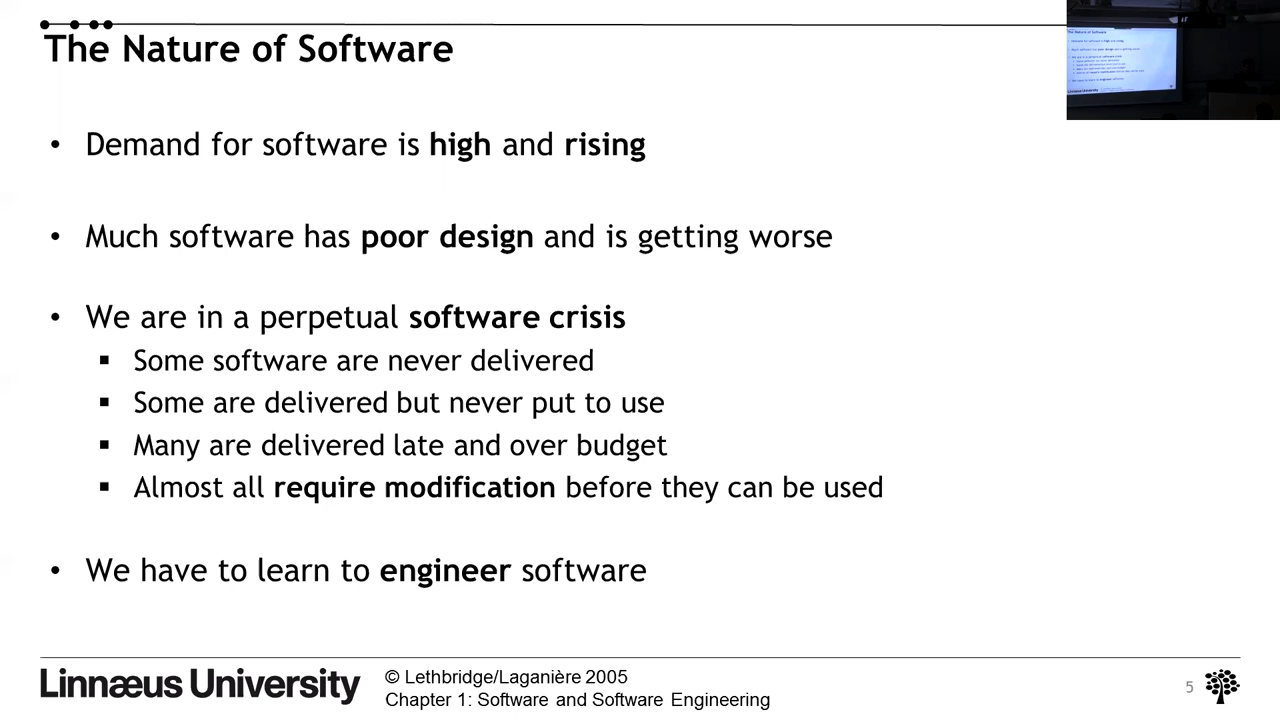 The Nature of Software
• Demand for software is high and rising
• Much software has poor design and is getting worse
• We are in a perpetual software crisis
▪ Some software are never delivered
▪ Some are delivered but never put to use
▪ Many are delivered late and over budget
▪ Almost all require modification before they can be used
• We have to learn to engineer software
Linnæus University
© Lethbridge/Laganière 2005
Chapter 1: Software and Software Engineering
5